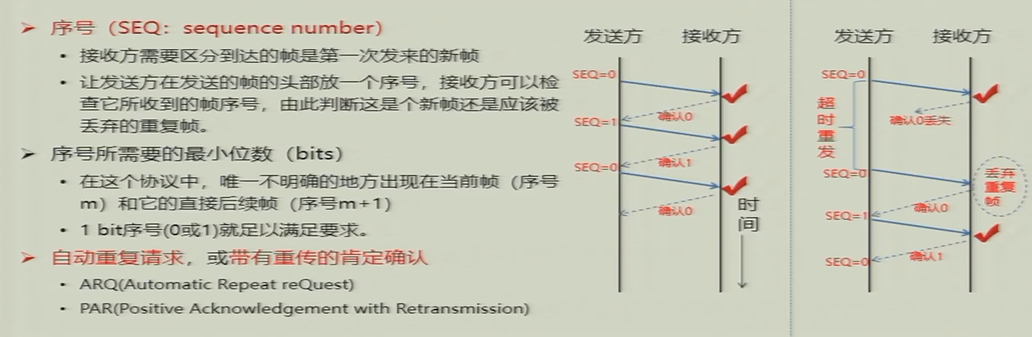 ➢ 序号（SEQ：sequence number）
• 接收方需要区分到达的帧是第一次发来的新帧
• 让发送方在发送的帧的头部放一个序号，接收方可以检
查它所收到的帧序号，由此判断这是个新帧还是应该被
丢弃的重复帧。
➢ 序号所需要的最小位数（bits）
• 在这个协议中，唯一不明确的地方出现在当前帧（序号
m）和它的直接后续帧（序号m+1）
• 1 bit序号(0或1)就足以满足要求。
➢ 自动重复请求，或带有重传的肯定确认
• ARQ(Automatic Repeat reQuest)
• PAR(Positive Acknowledgement with Retransmission)
发送方 接收方
SEQ=0
确认0
SEQ=1
确认1
SEQ=0
确认0
时间
发送方 接收方
SEQ=0
确认0丢失
超时重发
SEQ=0
丢弃
重复
帧
确认0
SEQ=1
确认1
SEQ=0